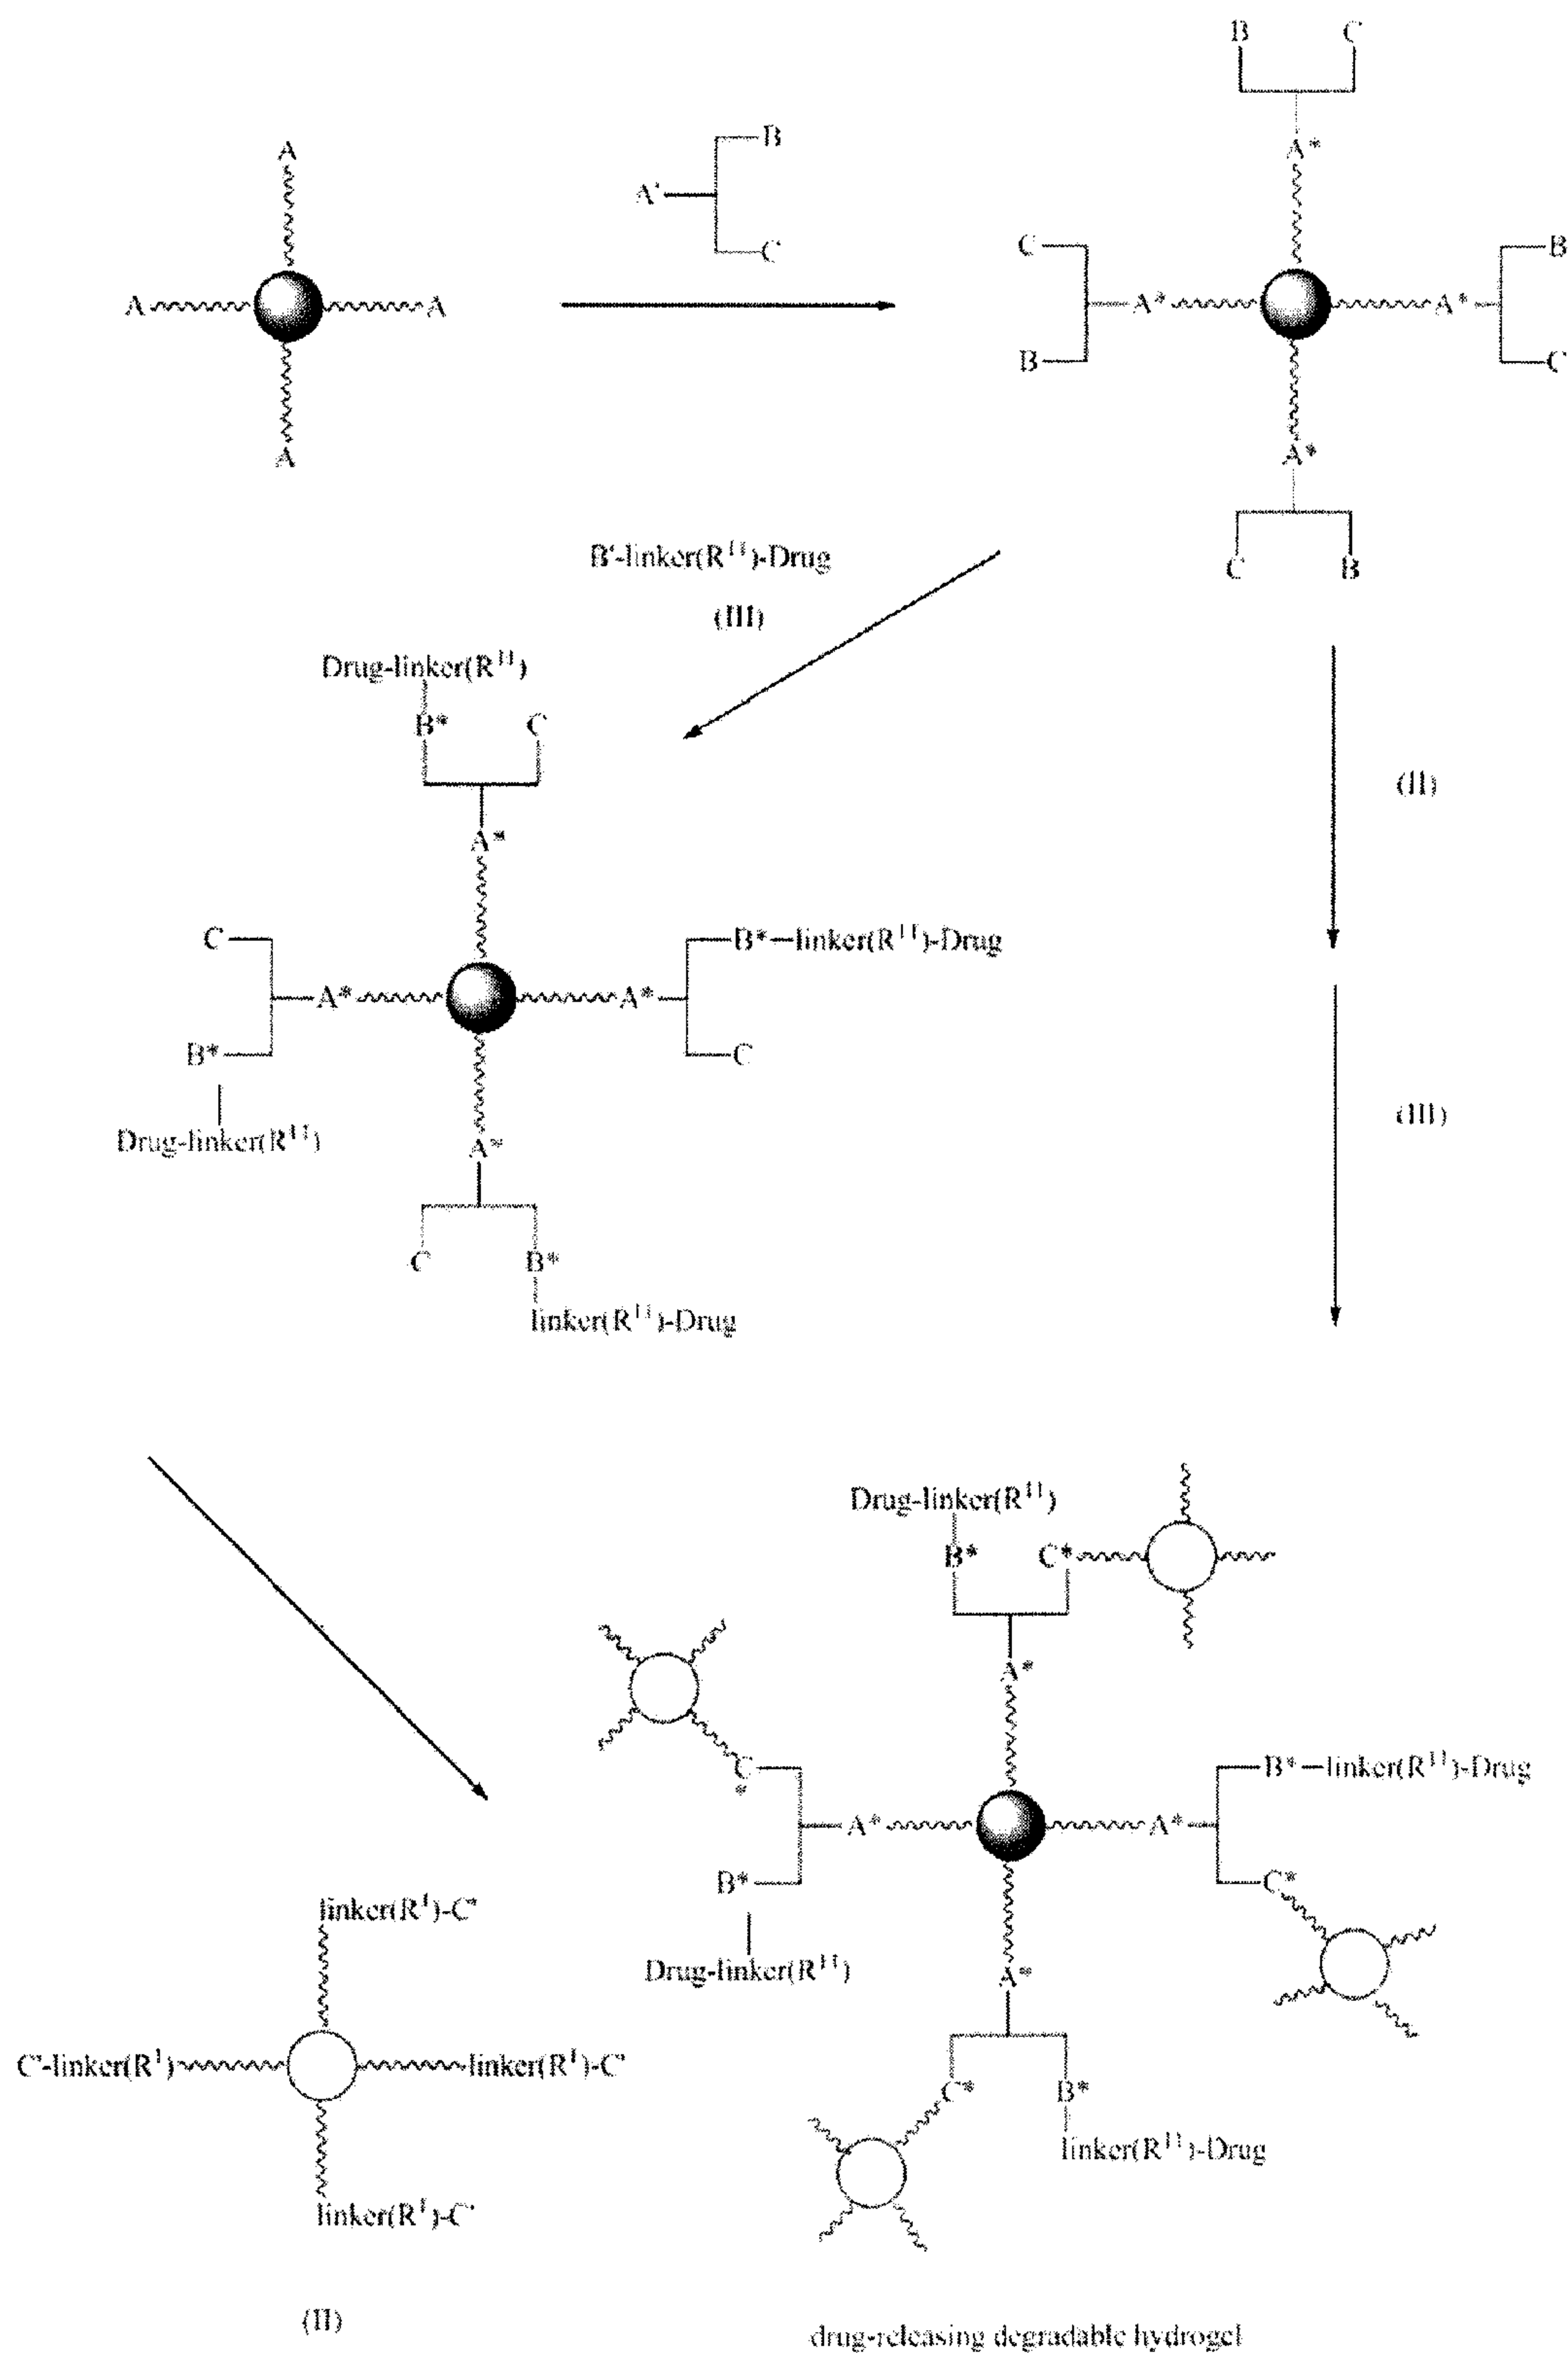 B C
A
B
A'
C
A*
C B
A A
A* A*
B C
A*
A
C B
B'-linker(R¹¹)-Drug
(III)
Drug-linker(R¹¹)
B* C
(II)
A*
C
B*—linker(R¹¹)-Drug
A* A*
B* C
(III)
Drug-linker(R¹¹)
A*
C B*
linker(R¹¹)-Drug
Drug-linker(R¹¹)
B* C*
A*
C
*
B*—linker(R¹¹)-Drug
A* A*
B* C*
linker(R¹)-C'
Drug-linker(R¹¹)
A*
C'-linker(R¹) linker(R¹)-C'
C* B*
linker(R¹¹)-Drug
linker(R¹)-C'
(II)
drug-releasing degradable hydrogel